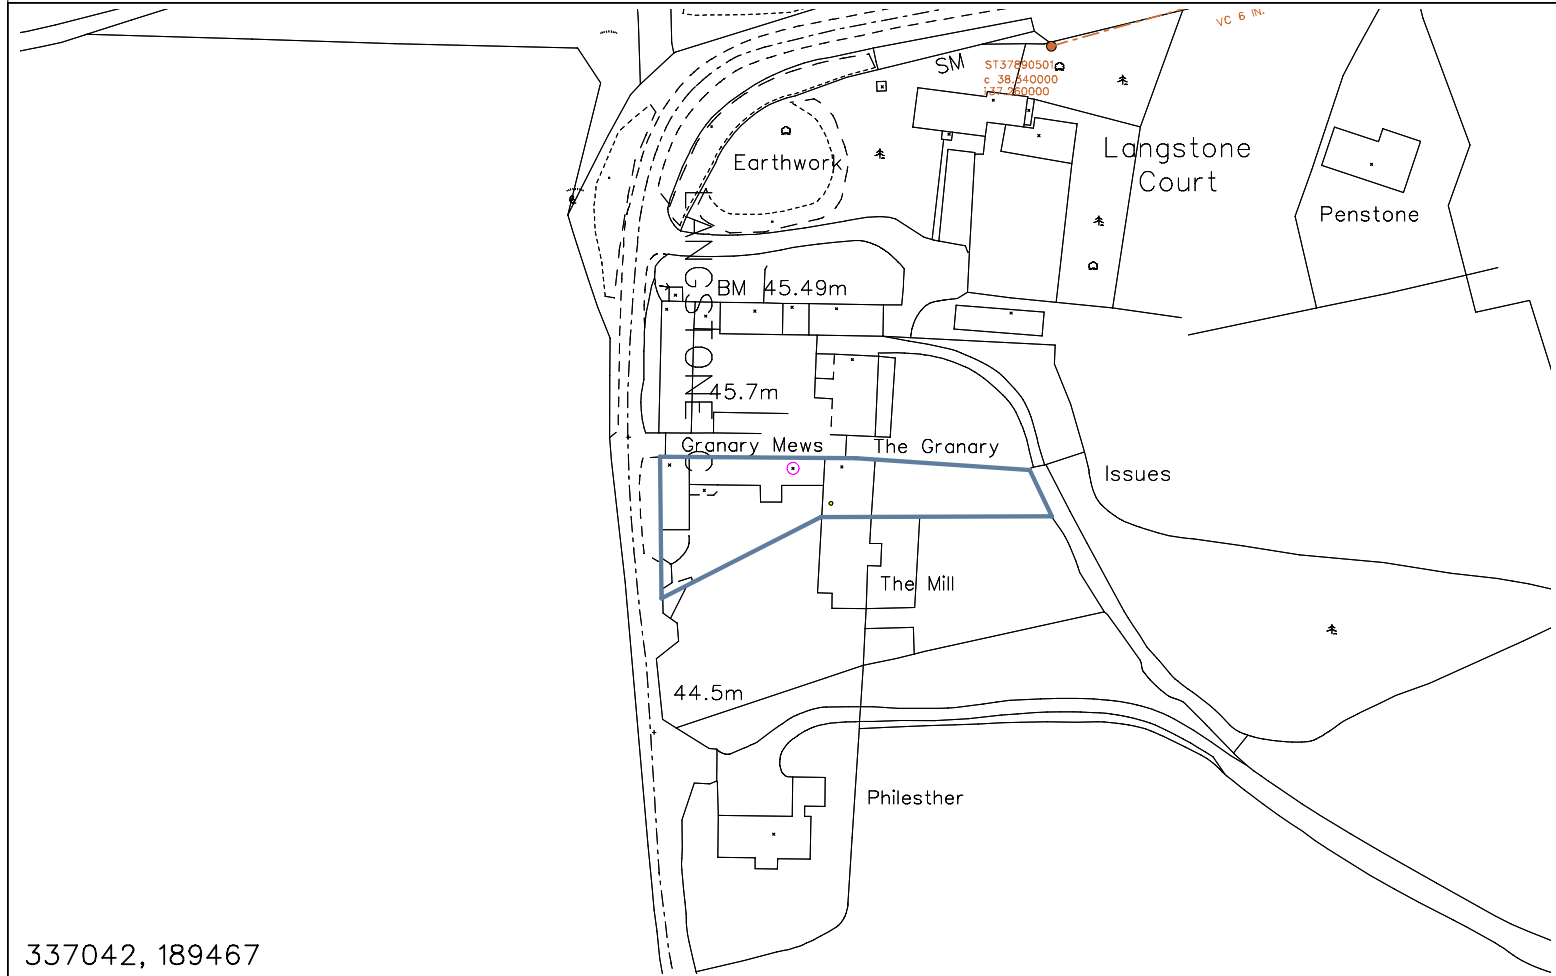 VC 6 IN.
SM
ST37890501
c 38.540000
Earthwork
Langstone
Court
Penstone
BM 45.49m
45.7m
Granary Mews
The Granary
Issues
The Mill
44.5m
Philesther
337042, 189467